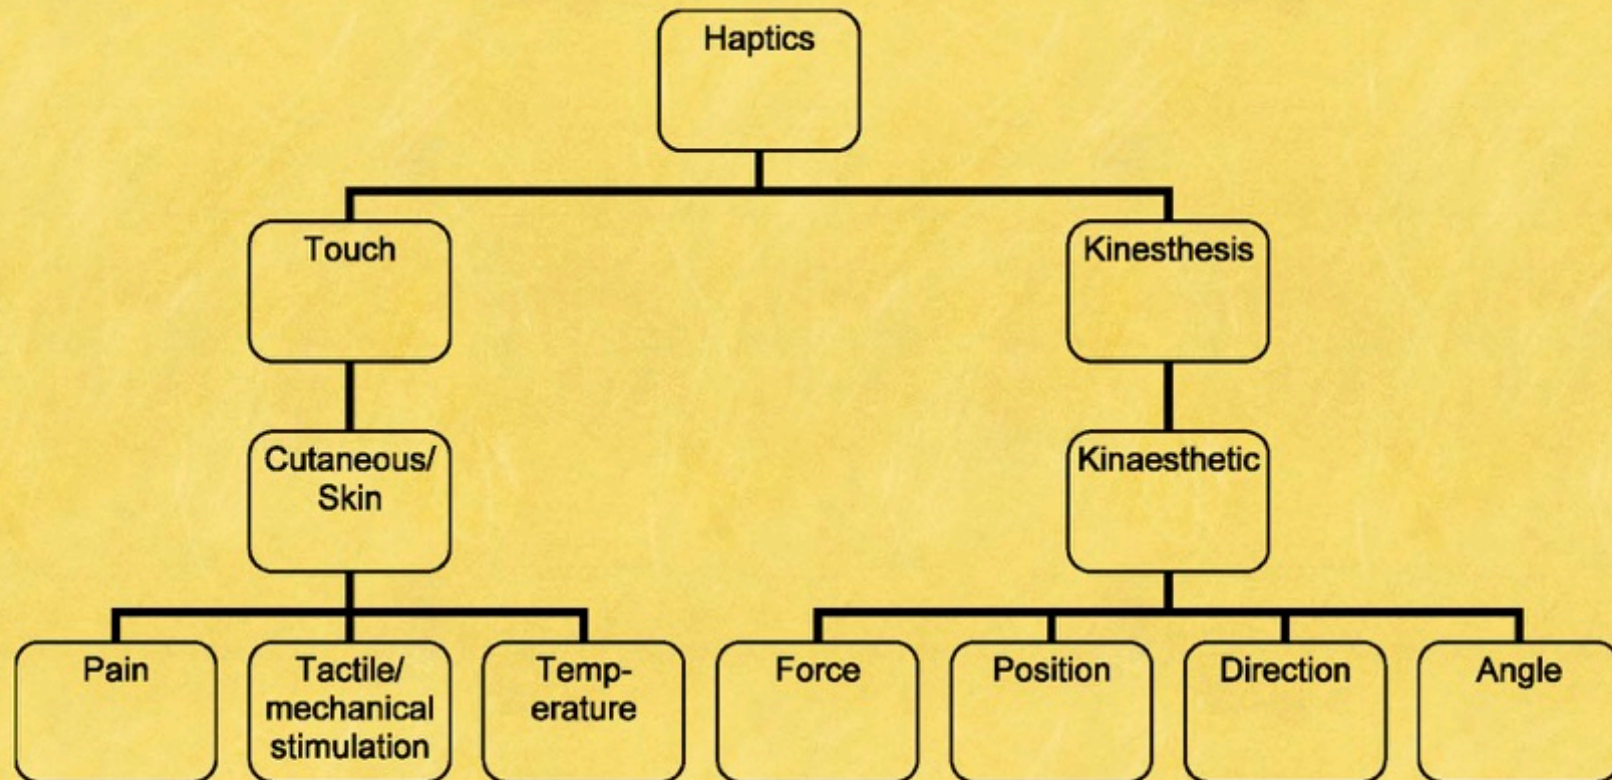 Haptics
Touch
Kinesthesis
Cutaneous/
Skin
Kinaesthetic
Pain
Tactile/
mechanical
stimulation
Temp-
erature
Force
Position
Direction
Angle